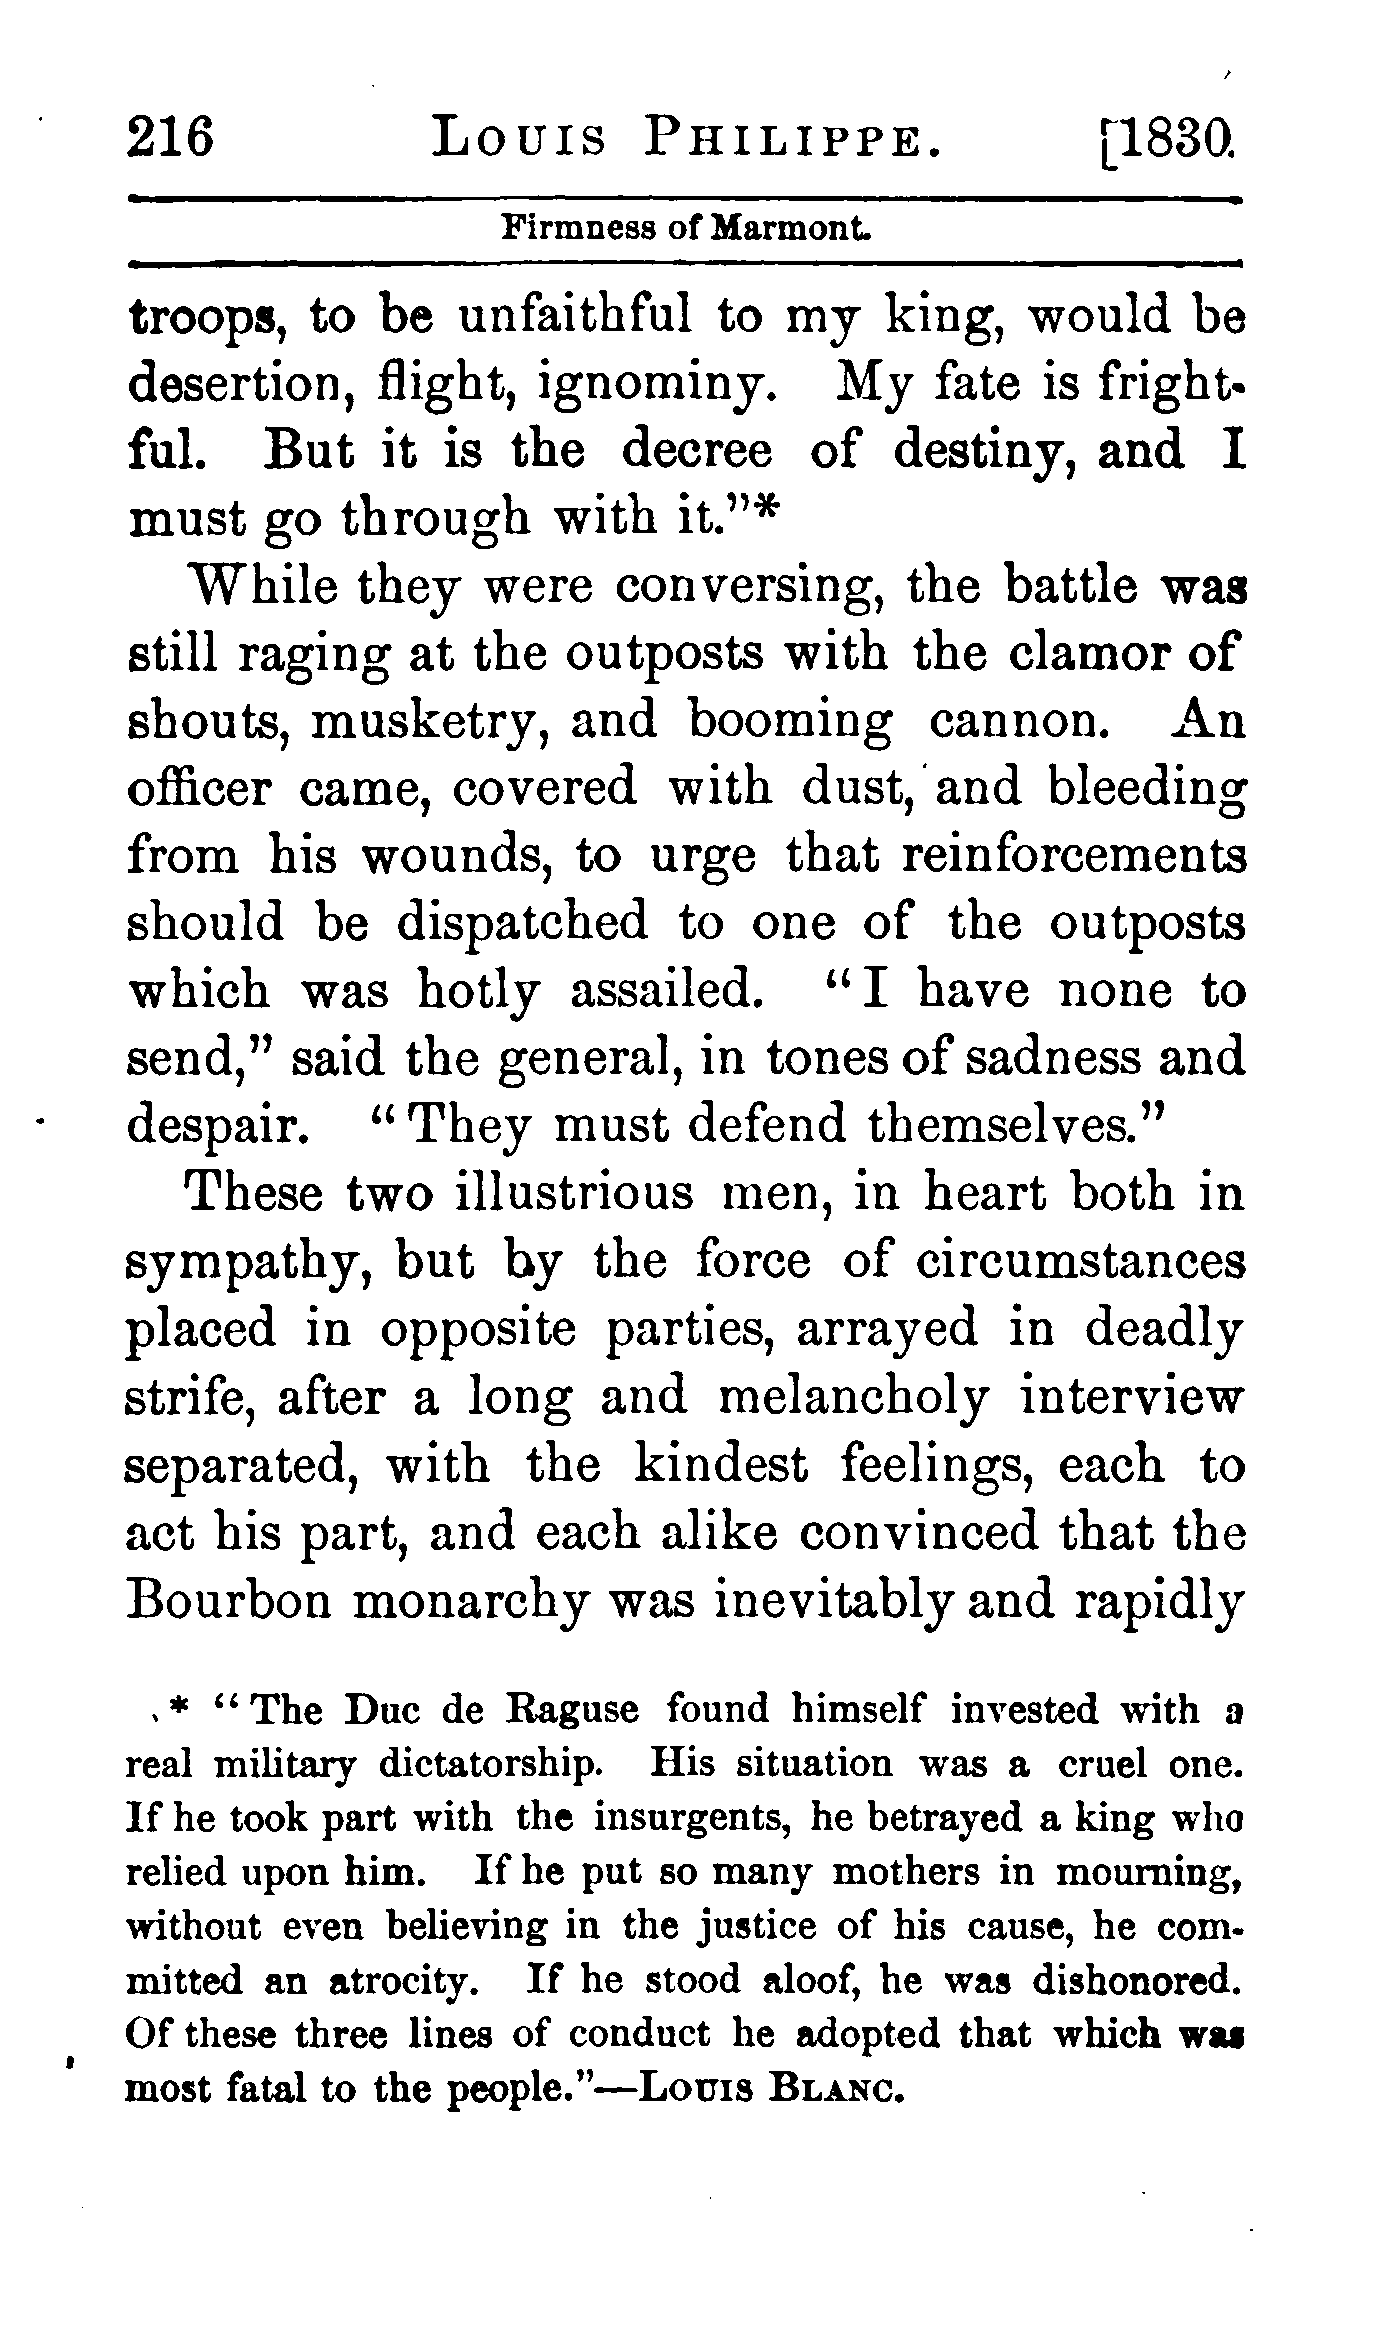 216 LOUIS PHILIPPE. [1830.
Firmness of Marmont.
troops, to be unfaithful to my king, would be
desertion, flight, ignominy. My fate is fright-
ful. But it is the decree of destiny, and I
must go through with it.”*
While they were conversing, the battle was
still raging at the outposts with the clamor of
shouts, musketry, and booming cannon. An
officer came, covered with dust, and bleeding
from his wounds, to urge that reinforcements
should be dispatched to one of the outposts
which was hotly assailed. “I have none to
send,” said the general, in tones of sadness and
despair. “They must defend themselves.”
These two illustrious men, in heart both in
sympathy, but by the force of circumstances
placed in opposite parties, arrayed in deadly
strife, after a long and melancholy interview
separated, with the kindest feelings, each to
act his part, and each alike convinced that the
Bourbon monarchy was inevitably and rapidly
* “The Duc de Raguse found himself invested with a
real military dictatorship. His situation was a cruel one.
If he took part with the insurgents, he betrayed a king who
relied upon him. If he put so many mothers in mourning,
without even believing in the justice of his cause, he com-
mitted an atrocity. If he stood aloof, he was dishonored.
Of these three lines of conduct he adopted that which was
most fatal to the people.”—LOUIS BLANC.